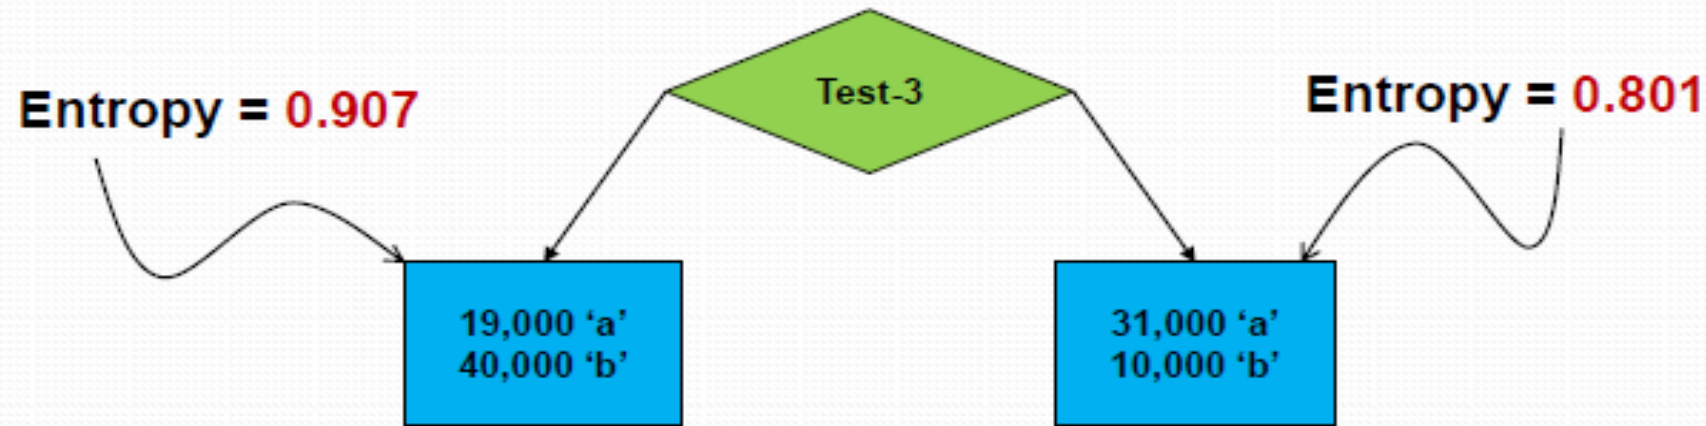 Test-3
Entropy = 0.907
Entropy = 0.801
19,000 ‘a’
40,000 ‘b’
31,000 ‘a’
10,000 ‘b’